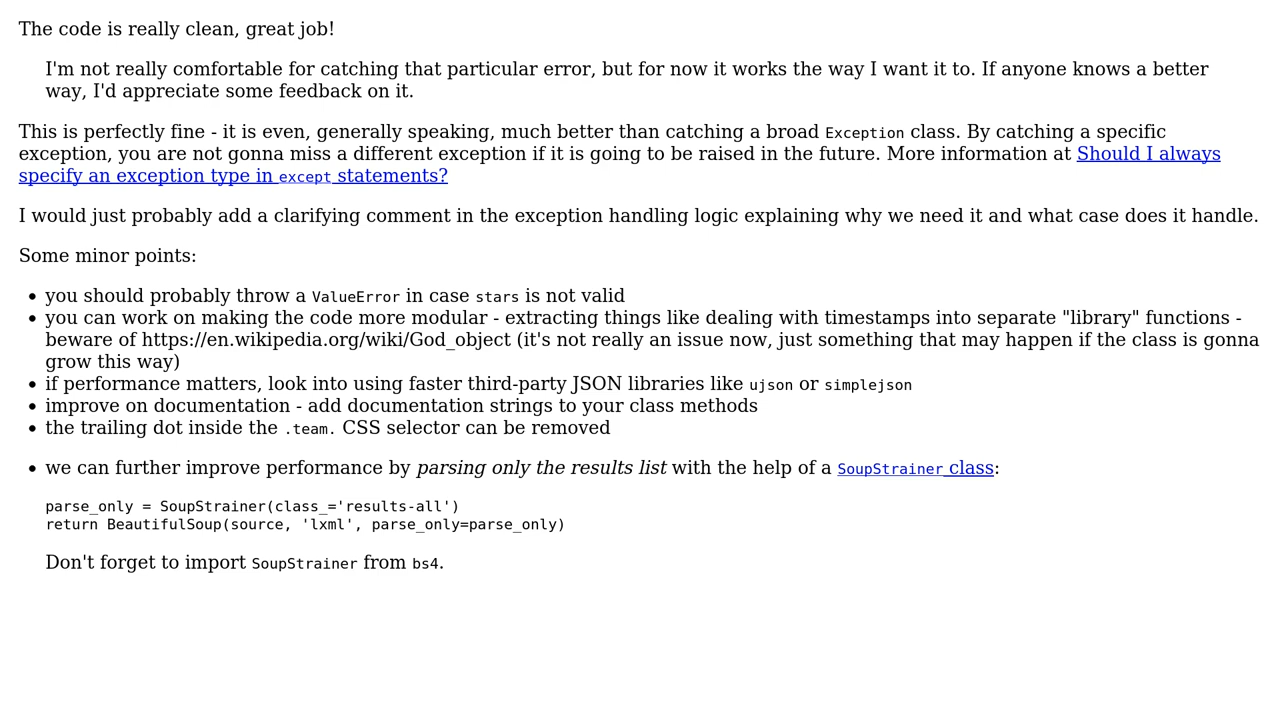 The code is really clean, great job!
I'm not really comfortable for catching that particular error, but for now it works the way I want it to. If anyone knows a better
way, I'd appreciate some feedback on it.
This is perfectly fine - it is even, generally speaking, much better than catching a broad Exception class. By catching a specific
exception, you are not gonna miss a different exception if it is going to be raised in the future. More information at Should I always
specify an exception type in except statements?
I would just probably add a clarifying comment in the exception handling logic explaining why we need it and what case does it handle.
Some minor points:
• you should probably throw a ValueError in case stars is not valid
• you can work on making the code more modular - extracting things like dealing with timestamps into separate "library" functions -
beware of https://en.wikipedia.org/wiki/God_object (it's not really an issue now, just something that may happen if the class is gonna
grow this way)
• if performance matters, look into using faster third-party JSON libraries like ujson or simplejson
• improve on documentation - add documentation strings to your class methods
• the trailing dot inside the .team. CSS selector can be removed
• we can further improve performance by parsing only the results list with the help of a SoupStrainer class:
parse_only = SoupStrainer(class_='results-all')
return BeautifulSoup(source, 'lxml', parse_only=parse_only)
Don't forget to import SoupStrainer from bs4.